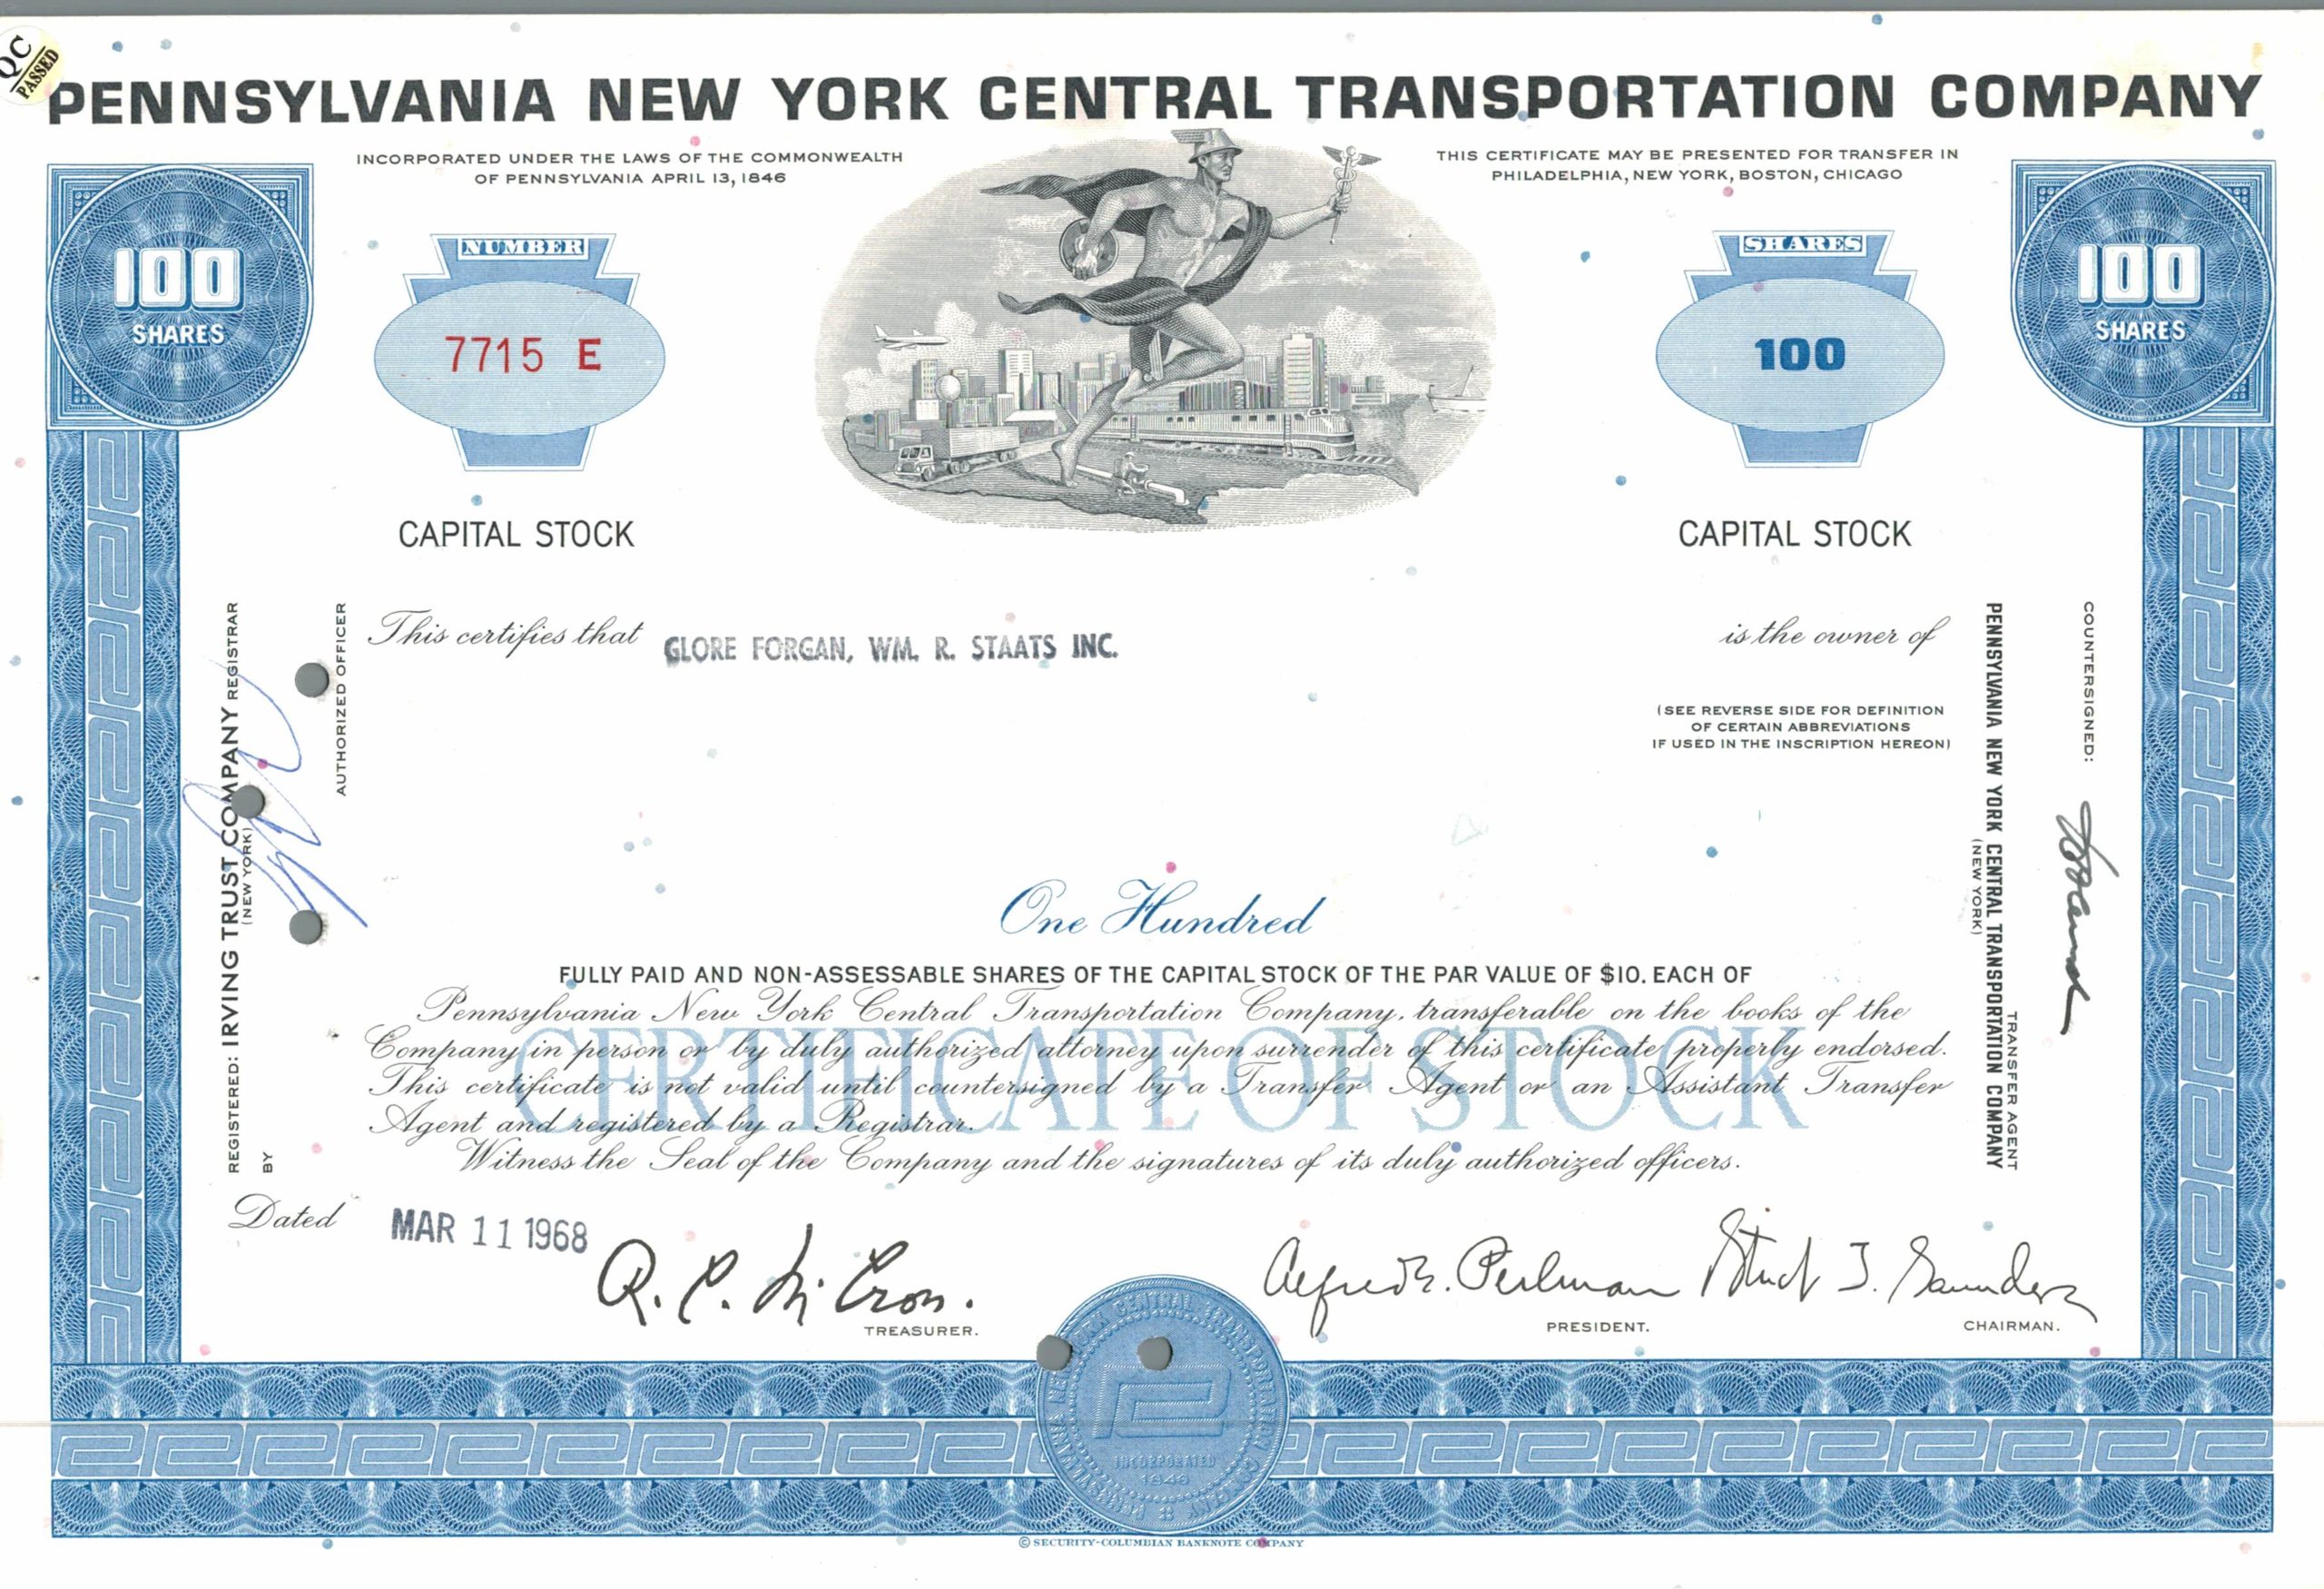 QC
PASSED
PENNSYLVANIA NEW YORK CENTRAL TRANSPORTATION COMPANY
INCORPORATED UNDER THE LAWS OF THE COMMONWEALTH
OF PENNSYLVANIA APRIL 13, 1846
THIS CERTIFICATE MAY BE PRESENTED FOR TRANSFER IN
PHILADELPHIA, NEW YORK, BOSTON, CHICAGO
100
SHARES
NUMBER
7715 E
SHARES
100
100
SHARES
CAPITAL STOCK
CAPITAL STOCK
This certifies that GLORE FORGAN, WM. R. STAATS INC. is the owner of
(SEE REVERSE SIDE FOR DEFINITION
OF CERTAIN ABBREVIATIONS
IF USED IN THE INSCRIPTION HEREON)
REGISTERED: IRVING TRUST COMPANY REGISTRAR
(NEW YORK)
BY
AUTHORIZED OFFICER
COUNTERSIGNED:
PENNSYLVANIA NEW YORK CENTRAL TRANSPORTATION COMPANY
(NEW YORK)
TRANSFER AGENT
One Hundred
FULLY PAID AND NON-ASSESSABLE SHARES OF THE CAPITAL STOCK OF THE PAR VALUE OF $10. EACH OF
Pennsylvania New York Central Transportation Company, transferable on the books of the
Company in person or by duly authorized attorney upon surrender of this certificate properly endorsed.
This certificate is not valid until countersigned by a Transfer Agent or an Assistant Transfer
Agent and registered by a Registrar.
Witness the Seal of the Company and the signatures of its duly authorized officers.
CERTIFICATE OF STOCK
Dated MAR 11 1968
Alfred E. Perlman
Stuart T. Saunders
TREASURER.
PRESIDENT.
CHAIRMAN.
PENNSYLVANIA NEW YORK CENTRAL TRANSPORTATION COMPANY
INCORPORATED
1846
© SECURITY-COLUMBIAN BANKNOTE COMPANY